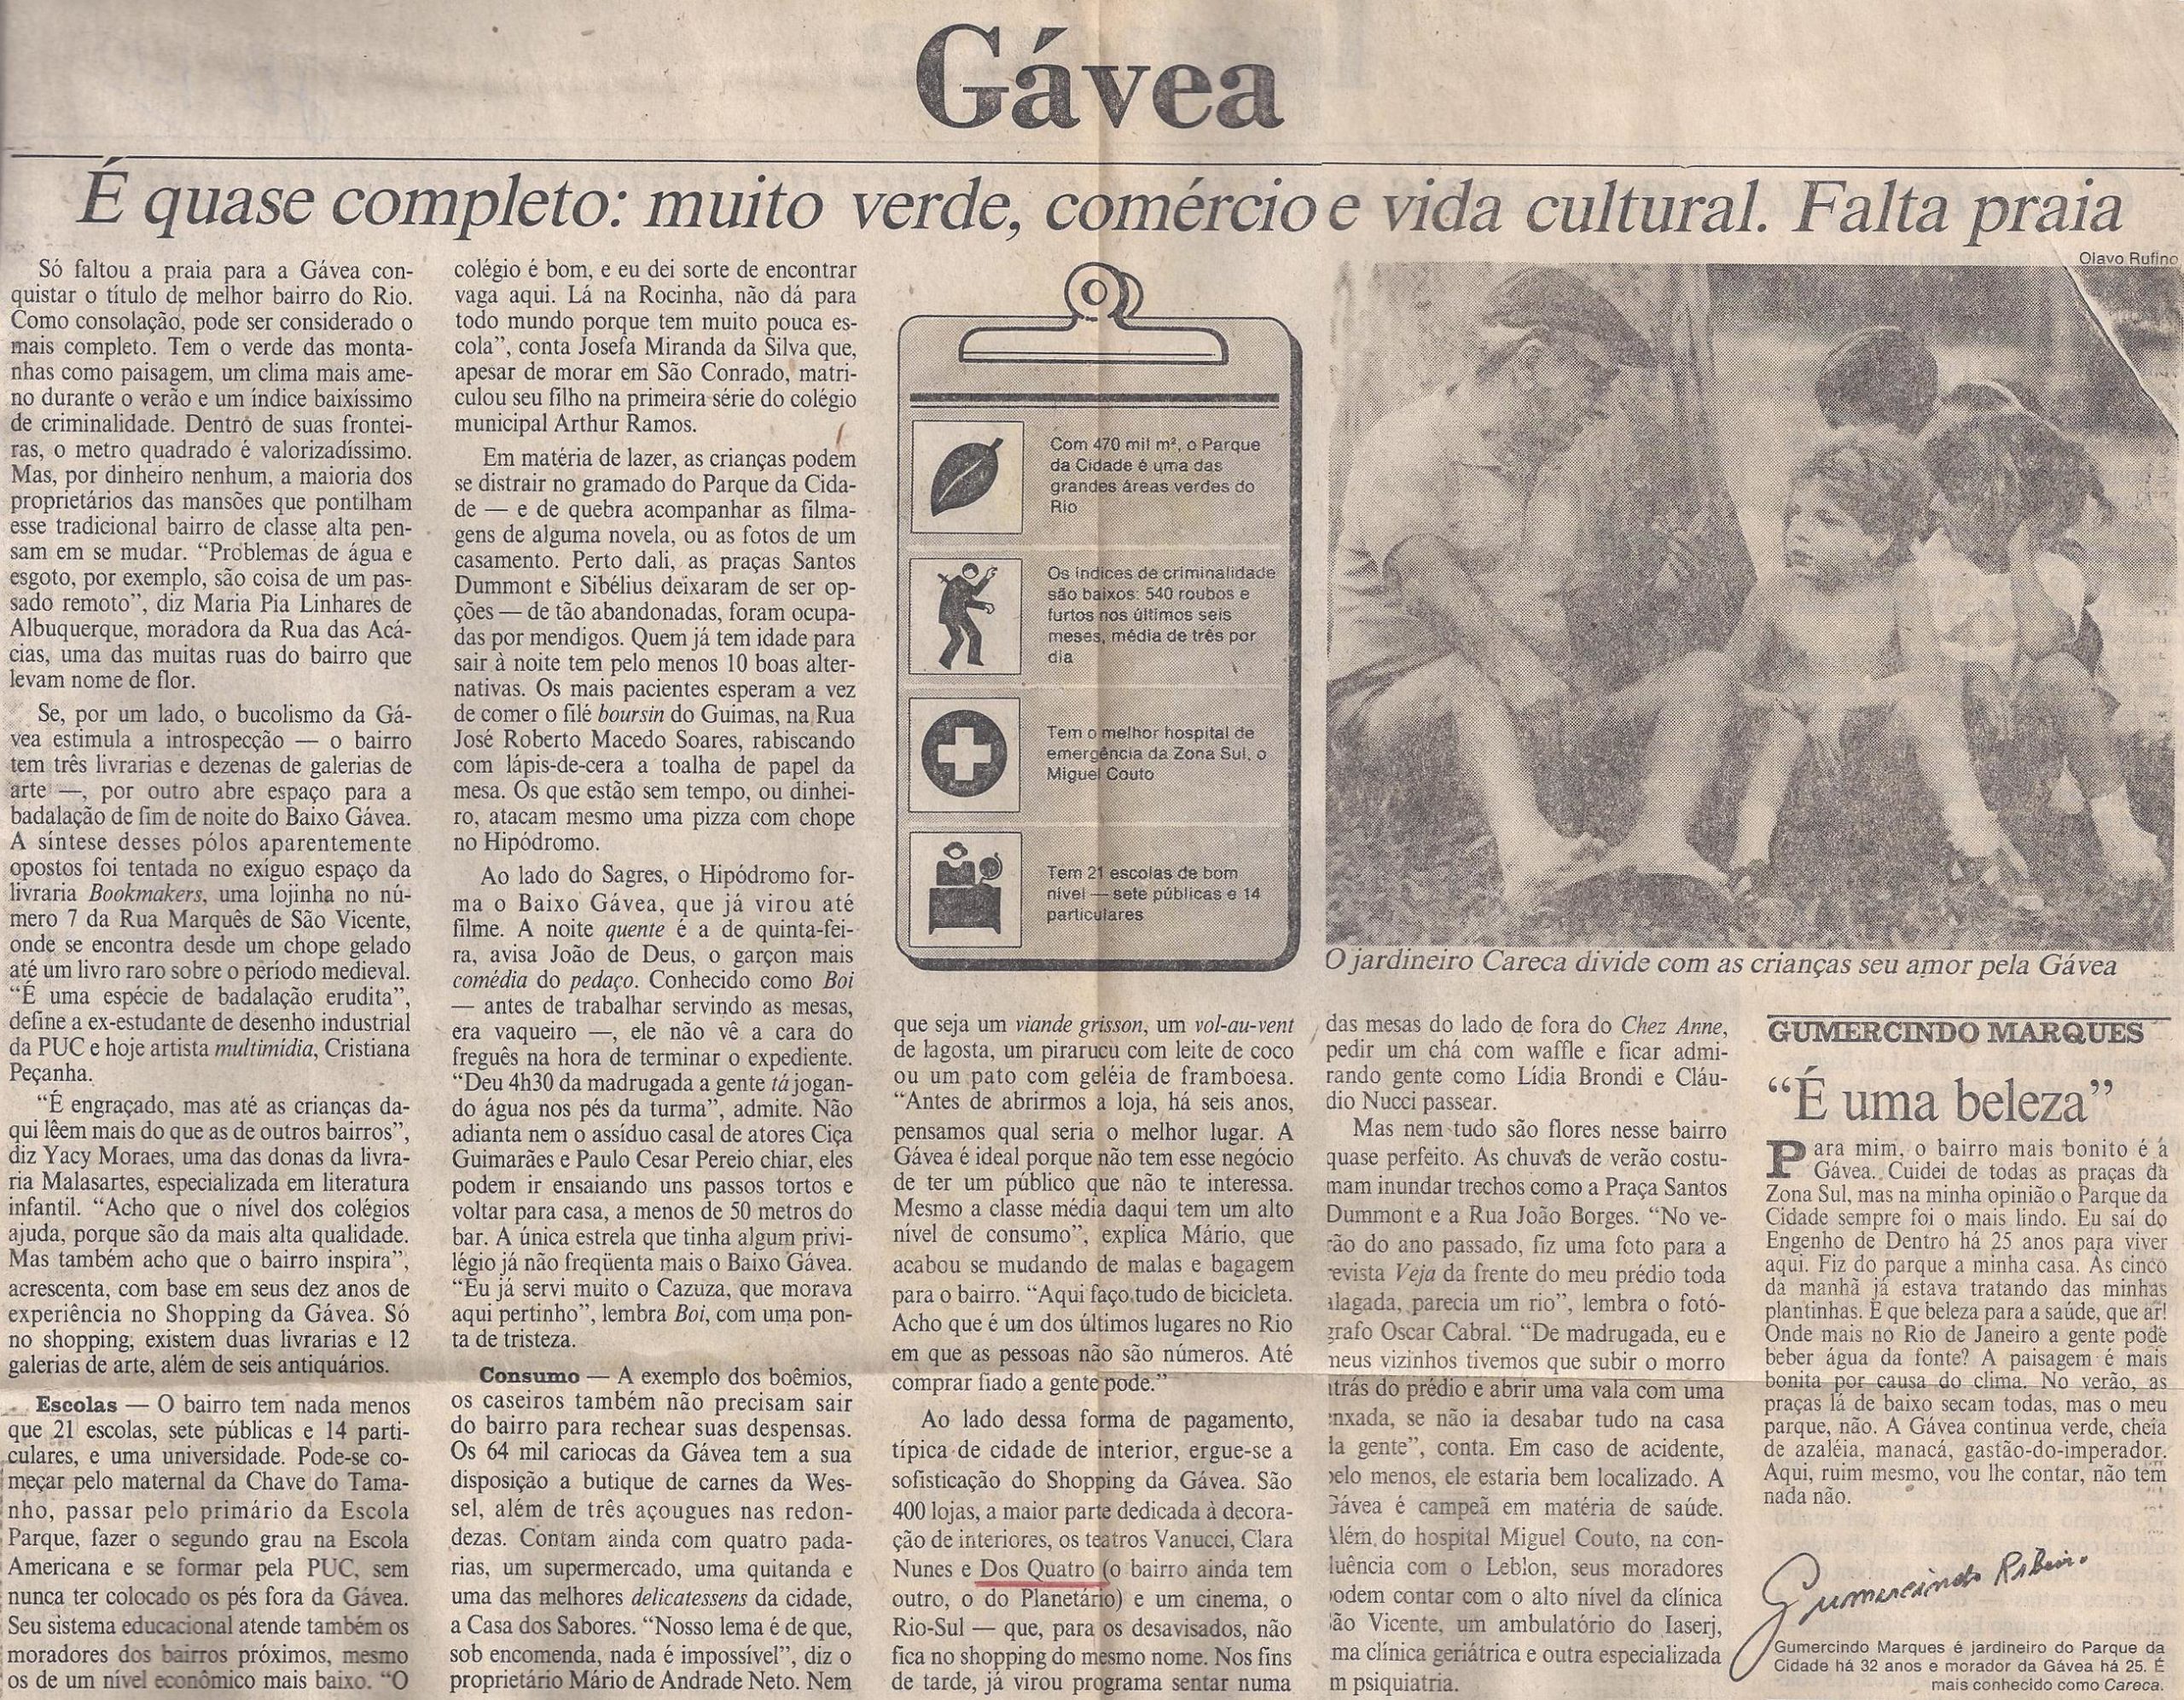 Gávea
É quase completo: muito verde, comércio e vida cultural. Falta praia
Só faltou a praia para a Gávea con-
quistar o título de melhor bairro do Rio.
Como consolação, pode ser considerado o
mais completo. Tem o verde das monta-
nhas como paisagem, um clima mais ame-
no durante o verão e um índice baixíssimo
de criminalidade. Dentro de suas frontei-
ras, o metro quadrado é valorizadíssimo.
Mas, por dinheiro nenhum, a maioria dos
proprietários das mansões que pontilham
esse tradicional bairro de classe alta pen-
sam em se mudar. “Problemas de água e
esgoto, por exemplo, são coisa de um pas-
sado remoto”, diz Maria Pia Linhares de
Albuquerque, moradora da Rua das Acá-
cias, uma das muitas ruas do bairro que
levam nome de flor.
Se, por um lado, o bucolismo da Gá-
vea estimula a introspecção — o bairro
tem três livrarias e dezenas de galerias de
arte —, por outro abre espaço para a
badalação de fim de noite do Baixo Gávea.
A síntese desses pólos aparentemente
opostos foi tentada no exíguo espaço da
livraria Bookmakers, uma lojinha no nú-
mero 7 da Rua Marquês de São Vicente,
onde se encontra desde um chope gelado
até um livro raro sobre o período medieval.
“É uma espécie de badalação erudita”,
define a ex-estudante de desenho industrial
da PUC e hoje artista multimídia, Cristiana
Peçanha.
“É engraçado, mas até as crianças da-
qui lêem mais do que as de outros bairros”,
diz Yacy Moraes, uma das donas da livra-
ria Malasartes, especializada em literatura
infantil. “Acho que o nível dos colégios
ajuda, porque são da mais alta qualidade.
Mas também acho que o bairro inspira”,
acrescenta, com base em seus dez anos de
experiência no Shopping da Gávea. Só
no shopping, existem duas livrarias e 12
galerias de arte, além de seis antiquários.
Escolas — O bairro tem nada menos
que 21 escolas, sete públicas e 14 parti-
culares, e uma universidade. Pode-se co-
meçar pelo maternal da Chave do Tama-
nho, passar pelo primário da Escola
Parque, fazer o segundo grau na Escola
Americana e se formar pela PUC, sem
nunca ter colocado os pés fora da Gávea.
Seu sistema educacional atende também os
moradores dos bairros próximos, mesmo
os de um nível econômico mais baixo. “O
colégio é bom, e eu dei sorte de encontrar
vaga aqui. Lá na Rocinha, não dá para
todo mundo porque tem muito pouca es-
cola”, conta Josefa Miranda da Silva que,
apesar de morar em São Conrado, matri-
culou seu filho na primeira série do colégio
municipal Arthur Ramos.
Em matéria de lazer, as crianças podem
se distrair no gramado do Parque da Cida-
de — e de quebra acompanhar as filma-
gens de alguma novela, ou as fotos de um
casamento. Perto dali, as praças Santos
Dummont e Sibélius deixaram de ser op-
ções — de tão abandonadas, foram ocupa-
das por mendigos. Quem já tem idade para
sair à noite tem pelo menos 10 boas alter-
nativas. Os mais pacientes esperam a vez
de comer o filé boursin do Guimas, na Rua
José Roberto Macedo Soares, rabiscando
com lápis-de-cera a toalha de papel da
mesa. Os que estão sem tempo, ou dinhei-
ro, atacam mesmo uma pizza com chope
no Hipódromo.
Ao lado do Sagres, o Hipódromo for-
ma o Baixo Gávea, que já virou até
filme. A noite quente é a de quinta-fei-
ra, avisa João de Deus, o garçon mais
comédia do pedaço. Conhecido como Boi
— antes de trabalhar servindo as mesas,
era vaqueiro —, ele não vê a cara do
freguês na hora de terminar o expediente.
“Deu 4h30 da madrugada a gente tá jogan-
do água nos pés da turma”, admite. Não
adianta nem o assíduo casal de atores Ciça
Guimarães e Paulo Cesar Pereio chiar, eles
podem ir ensaiando uns passos tortos e
voltar para casa, a menos de 50 metros do
bar. A única estrela que tinha algum privi-
légio já não freqüenta mais o Baixo Gávea.
“Eu já servi muito o Cazuza, que morava
aqui pertinho”, lembra Boi, com uma pon-
ta de tristeza.
Consumo — A exemplo dos boêmios,
os caseiros também não precisam sair
do bairro para rechear suas despensas.
Os 64 mil cariocas da Gávea tem a sua
disposição a butique de carnes da Wes-
sel, além de três açougues nas redon-
dezas. Contam ainda com quatro pada-
rias, um supermercado, uma quitanda e
uma das melhores delicatessens da cidade,
a Casa dos Sabores. “Nosso lema é de que,
sob encomenda, nada é impossível”, diz o
proprietário Mário de Andrade Neto. Nem
Com 470 mil m², o Parque
da Cidade é uma das
grandes áreas verdes do
Rio
Os índices de criminalidade
são baixos: 540 roubos e
furtos nos últimos seis
meses, média de três por
dia
Tem o melhor hospital de
emergência da Zona Sul, o
Miguel Couto
Tem 21 escolas de bom
nível — sete públicas e 14
particulares
que seja um viande grisson, um vol-au-vent
de lagosta, um pirarucu com leite de coco
ou um pato com geléia de framboesa.
“Antes de abrirmos a loja, há seis anos,
pensamos qual seria o melhor lugar. A
Gávea é ideal porque não tem esse negócio
de ter um público que não te interessa.
Mesmo a classe média daqui tem um alto
nível de consumo”, explica Mário, que
acabou se mudando de malas e bagagem
para o bairro. “Aqui faço tudo de bicicleta.
Acho que é um dos últimos lugares no Rio
em que as pessoas não são números. Até
comprar fiado a gente pode.”
Ao lado dessa forma de pagamento,
típica de cidade de interior, ergue-se a
sofisticação do Shopping da Gávea. São
400 lojas, a maior parte dedicada à decora-
ção de interiores, os teatros Vanucci, Clara
Nunes e Dos Quatro (o bairro ainda tem
outro, o do Planetário) e um cinema, o
Rio-Sul — que, para os desavisados, não
fica no shopping do mesmo nome. Nos fins
de tarde, já virou programa sentar numa
Olavo Rufino
O jardineiro Careca divide com as crianças seu amor pela Gávea
das mesas do lado de fora do Chez Anne,
pedir um chá com waffle e ficar admi-
rando gente como Lídia Brondi e Cláu-
dio Nucci passear.
Mas nem tudo são flores nesse bairro
quase perfeito. As chuvas de verão costu-
mam inundar trechos como a Praça Santos
Dummont e a Rua João Borges. “No ve-
rão do ano passado, fiz uma foto para a
revista Veja da frente do meu prédio toda
alagada, parecia um rio”, lembra o fotó-
grafo Oscar Cabral. “De madrugada, eu e
meus vizinhos tivemos que subir o morro
atrás do prédio e abrir uma vala com uma
enxada, se não ia desabar tudo na casa
da gente”, conta. Em caso de acidente,
pelo menos, ele estaria bem localizado. A
Gávea é campeã em matéria de saúde.
Além do hospital Miguel Couto, na con-
fluência com o Leblon, seus moradores
podem contar com o alto nível da clínica
São Vicente, um ambulatório do Iaserj,
ma clínica geriátrica e outra especializada
m psiquiatria.
GUMERCINDO MARQUES
“É uma beleza”
Para mim, o bairro mais bonito é a
Gávea. Cuidei de todas as praças da
Zona Sul, mas na minha opinião o Parque da
Cidade sempre foi o mais lindo. Eu saí do
Engenho de Dentro há 25 anos para viver
aqui. Fiz do parque a minha casa. Às cinco
da manhã já estava tratando das minhas
plantinhas. E que beleza para a saúde, que ar!
Onde mais no Rio de Janeiro a gente pode
beber água da fonte? A paisagem é mais
bonita por causa do clima. No verão, as
praças lá de baixo secam todas, mas o meu
parque, não. A Gávea continua verde, cheia
de azaléia, manacá, gastão-do-imperador.
Aqui, ruim mesmo, vou lhe contar, não tem
nada não.
Gumercindo Ribeiro
Gumercindo Marques é jardineiro do Parque da
Cidade há 32 anos e morador da Gávea há 25. É
mais conhecido como Careca.